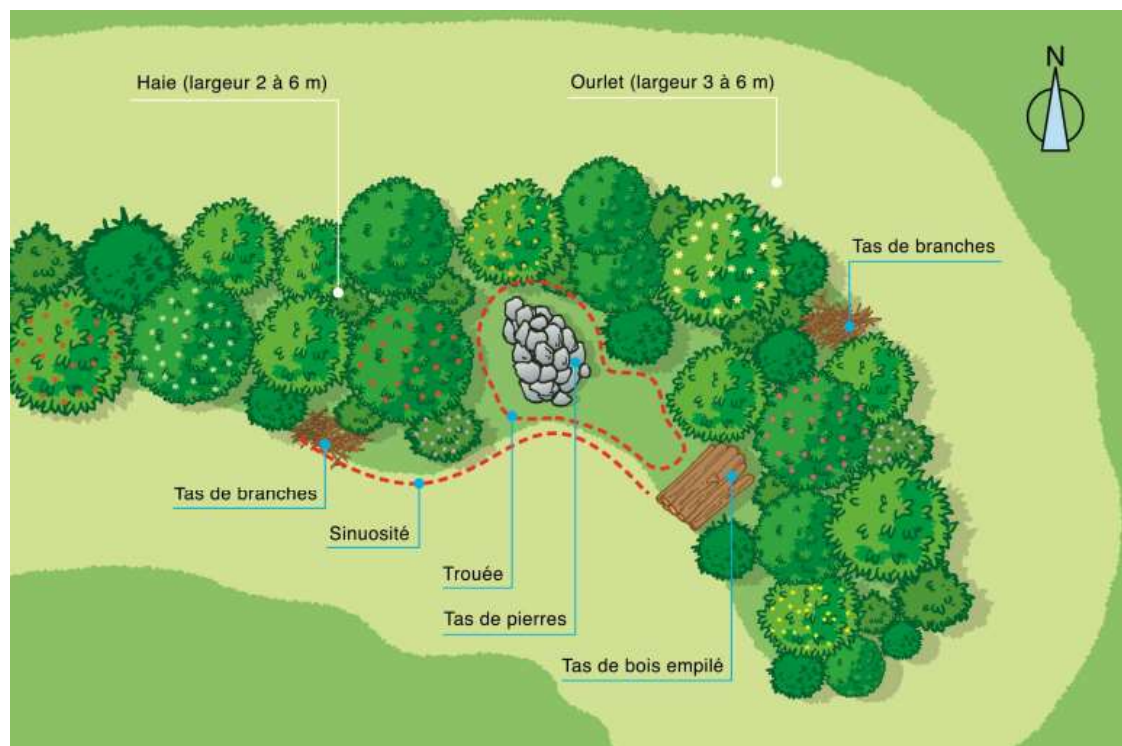 N
Haie (largeur 2 à 6 m)
Ourlet (largeur 3 à 6 m)
Tas de branches
Tas de branches
Sinuosité
Trouée
Tas de pierres
Tas de bois empilé